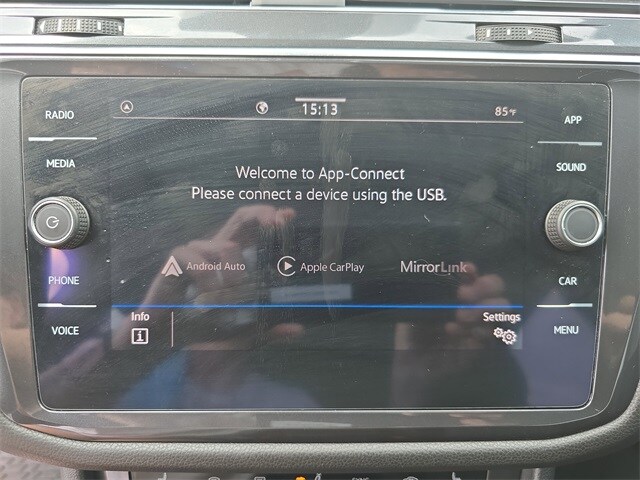 RADIO
MEDIA
PHONE
VOICE
15:13
85°F
Welcome to App-Connect
Please connect a device using the USB.
Android Auto
Apple CarPlay
MirrorLink
Info
Settings
APP
SOUND
CAR
MENU